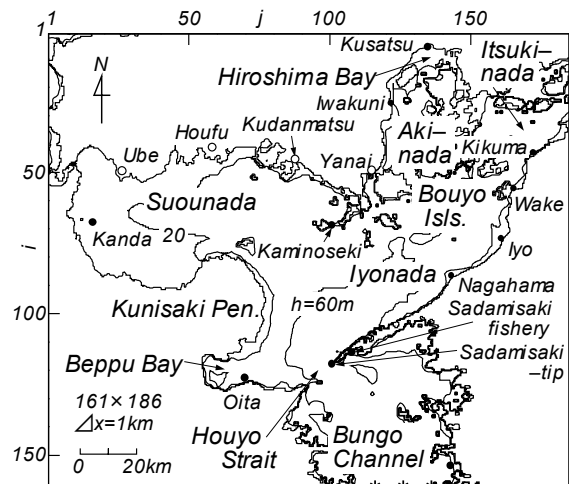 1 50 j 100 150
Kusatsu
Itsuki–
nada
Hiroshima Bay
N
Iwakuni
Houfu
Kudanmatsu
Aki–
nada
Kikuma
50
Ube
Yanai
Suounada
Bouyo
Isls.
Wake
i
Kanda
20
Kaminoseki
Iyo
Iyonada
Nagahama
100
Kunisaki Pen.
h=60m
Sadamisaki
fishery
Beppu Bay
Sadamisaki
–tip
161×186
Oita
⊿x=1km
Houyo
Strait
Bungo
Channel
150
0 20km